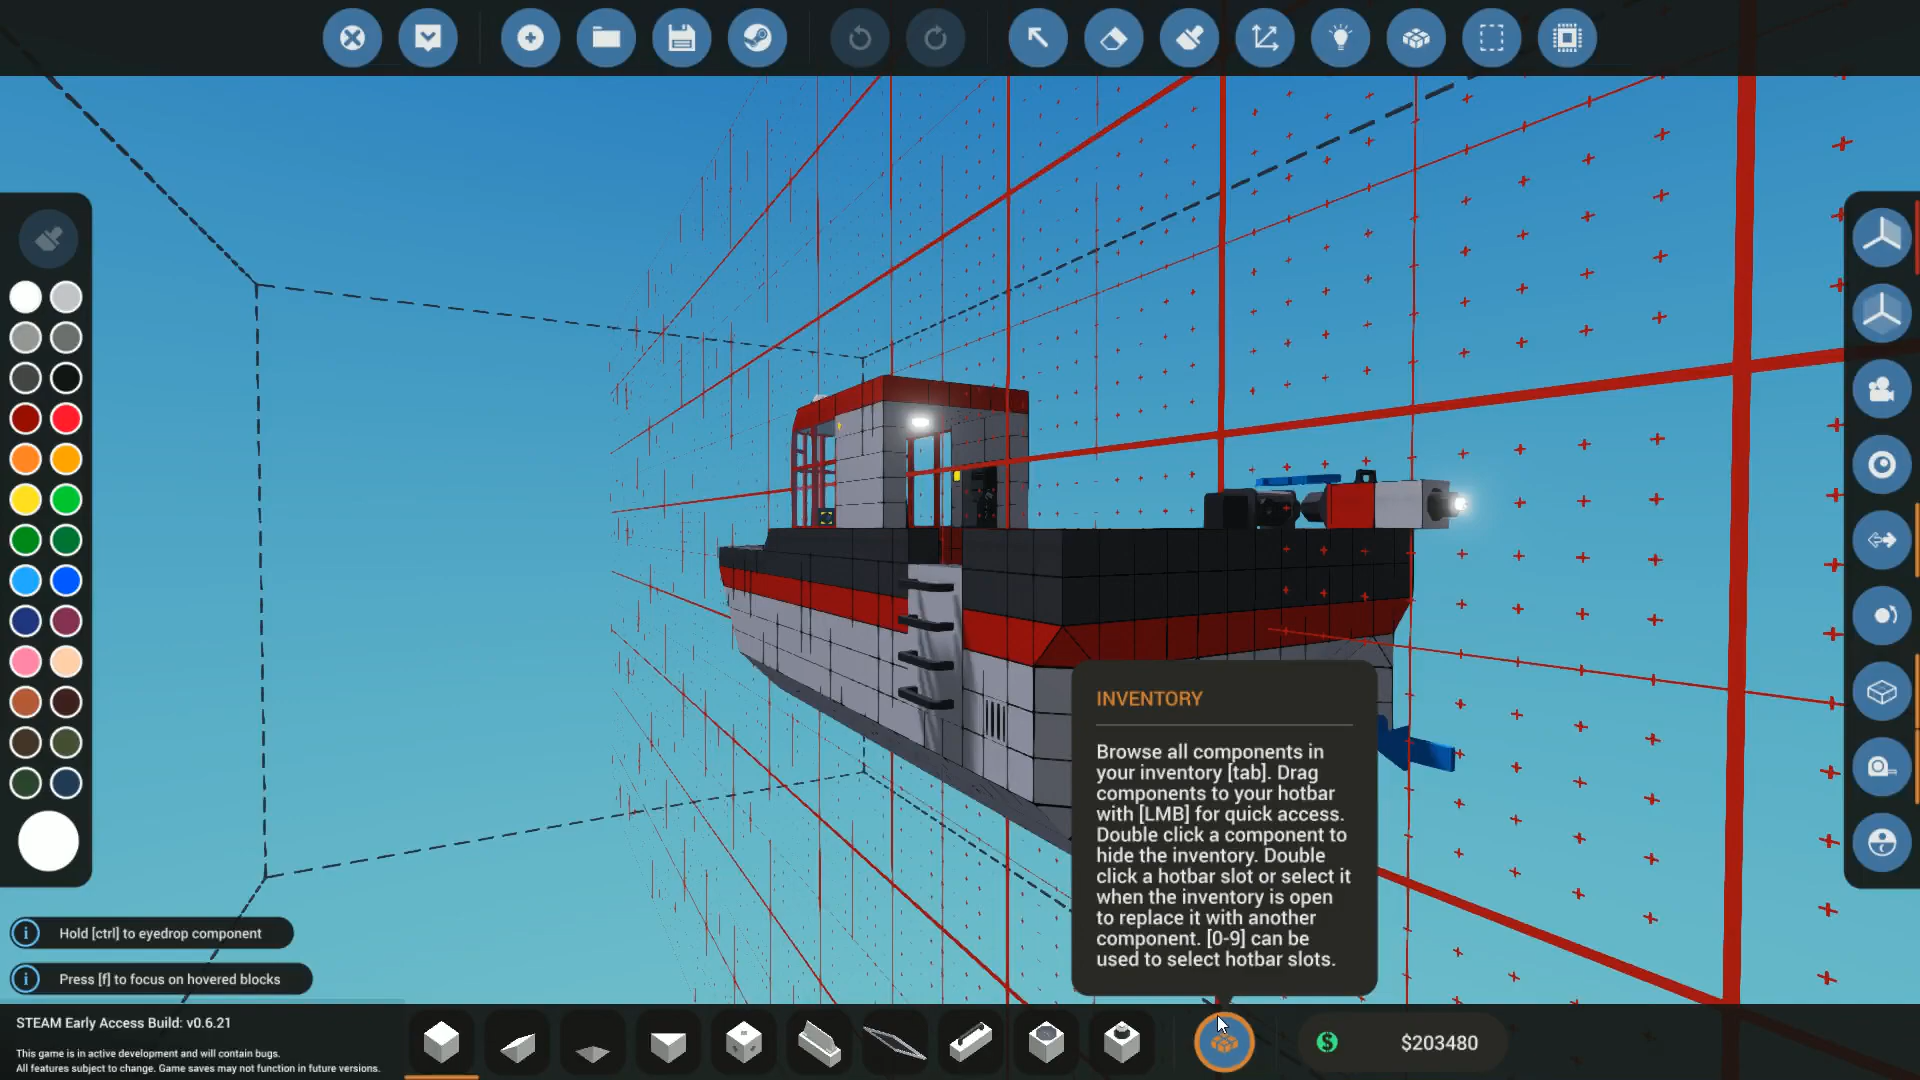 INVENTORY
Browse all components in
your inventory [tab]. Drag
components to your hotbar
with [LMB] for quick access.
Double click a component to
hide the inventory. Double
click a hotbar slot or select it
when the inventory is open
to replace it with another
component. [0-9] can be
used to select hotbar slots.
Hold [ctrl] to eyedrop component
Press [f] to focus on hovered blocks
STEAM Early Access Build: v0.6.21
This game is in active development and will contain bugs.
All features subject to change. Game saves may not function in future versions.
$203480